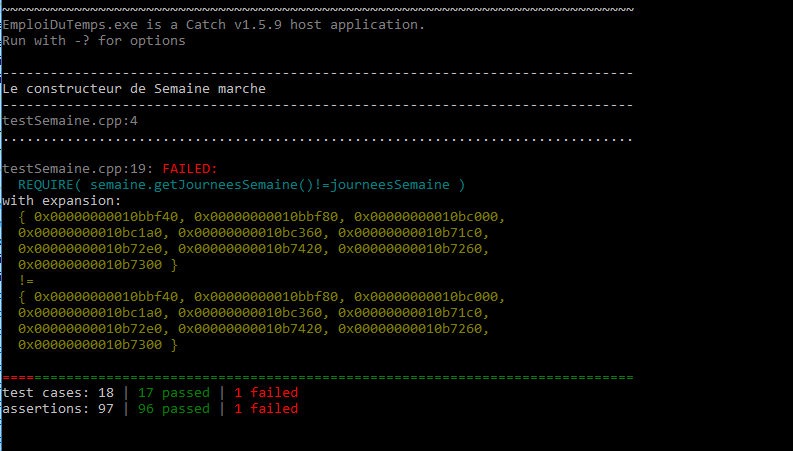 ~~~~~~~~~~~~~~~~~~~~~~~~~~~~~~~~~~~~~~~~~~~~~~~~~~~~~~~~~~~~~~~~~~~~~~~~~~~~~~~
EmploiDuTemps.exe is a Catch v1.5.9 host application.
Run with -? for options
-------------------------------------------------------------------------------
Le constructeur de Semaine marche
-------------------------------------------------------------------------------
testSemaine.cpp:4
...............................................................................
testSemaine.cpp:19: FAILED:
REQUIRE( semaine.getJourneesSemaine()!=journeesSemaine )
with expansion:
{ 0x00000000010bbf40, 0x00000000010bbf80, 0x00000000010bc000,
0x00000000010bc1a0, 0x00000000010bc360, 0x00000000010b71c0,
0x00000000010b72e0, 0x00000000010b7420, 0x00000000010b7260,
0x00000000010b7300 }
!=
{ 0x00000000010bbf40, 0x00000000010bbf80, 0x00000000010bc000,
0x00000000010bc1a0, 0x00000000010bc360, 0x00000000010b71c0,
0x00000000010b72e0, 0x00000000010b7420, 0x00000000010b7260,
0x00000000010b7300 }
===============================================================================
test cases: 18 | 17 passed | 1 failed
assertions: 97 | 96 passed | 1 failed